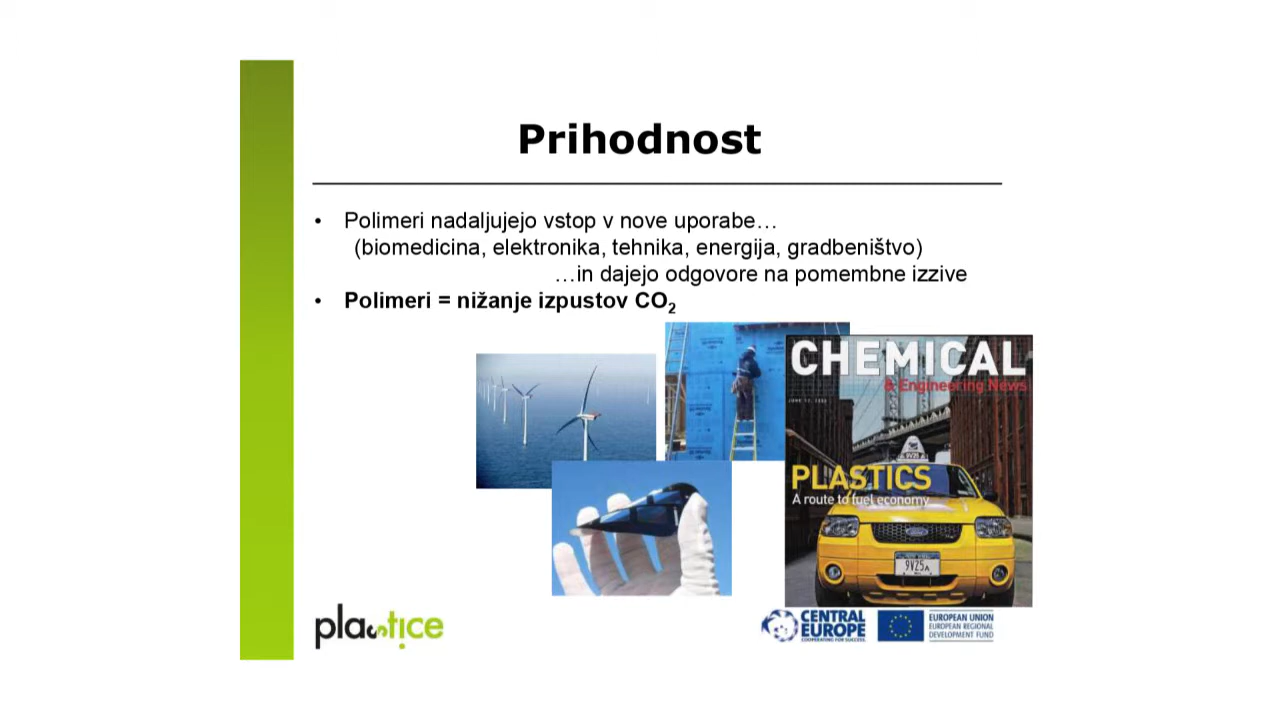 Prihodnost
• Polimeri nadaljujejo vstop v nove uporabe…
(biomedicina, elektronika, tehnika, energija, gradbeništvo)
…in dajejo odgovore na pomembne izzive
• Polimeri = nižanje izpustov CO2
CHEMICAL
& Engineering News
PLASTICS
A route to fuel economy
9V25
9V25A
plastice
CENTRAL
EUROPE
COOPERATING FOR SUCCESS.
EUROPEAN UNION
EUROPEAN REGIONAL
DEVELOPMENT FUND